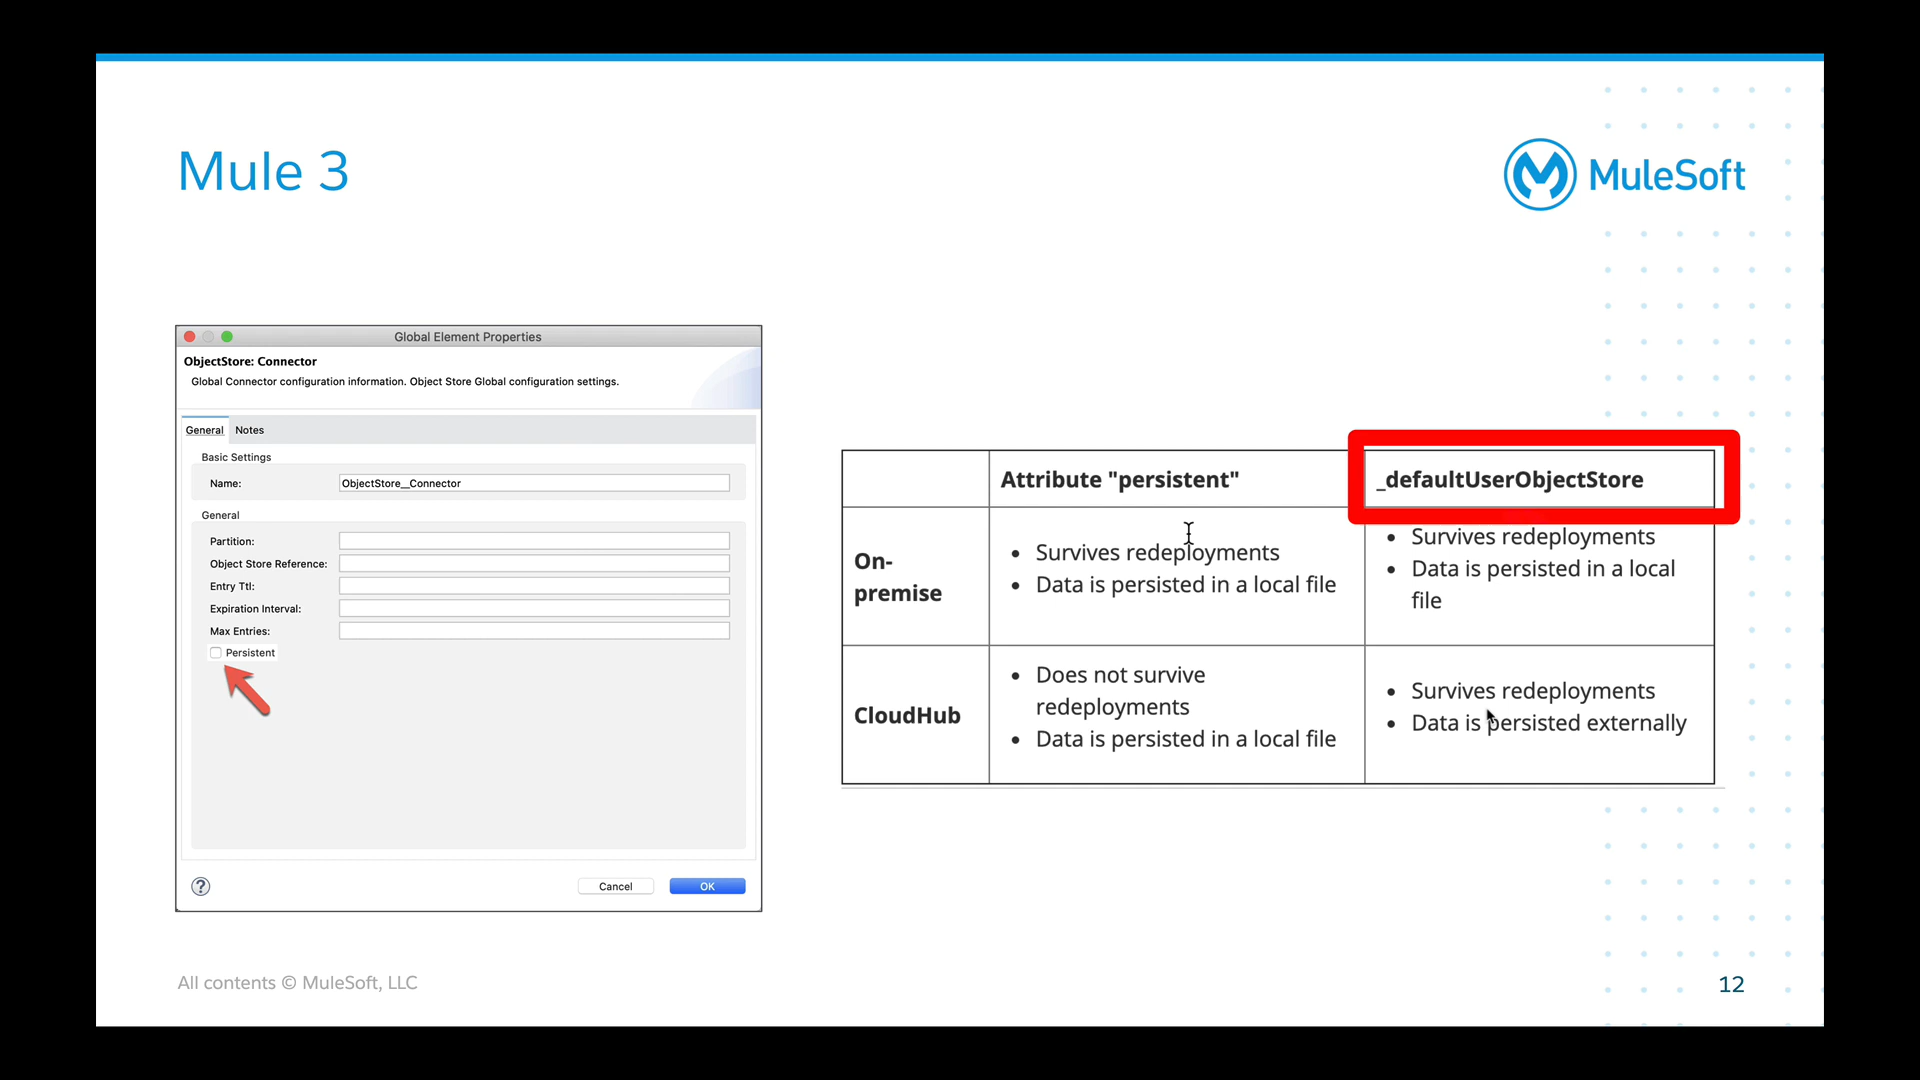 Mule 3
MuleSoft
Global Element Properties
ObjectStore: Connector
Global Connector configuration information. Object Store Global configuration settings.
General Notes
Basic Settings
Name: ObjectStore__Connector
General
Partition:
Object Store Reference:
Entry Ttl:
Expiration Interval:
Max Entries:
Persistent
?
Cancel OK
Attribute "persistent" _defaultUserObjectStore
On-
premise
• Survives redeployments
• Data is persisted in a local file
• Survives redeployments
• Data is persisted in a local
file
CloudHub
• Does not survive
redeployments
• Data is persisted in a local file
• Survives redeployments
• Data is persisted externally
All contents © MuleSoft, LLC
12